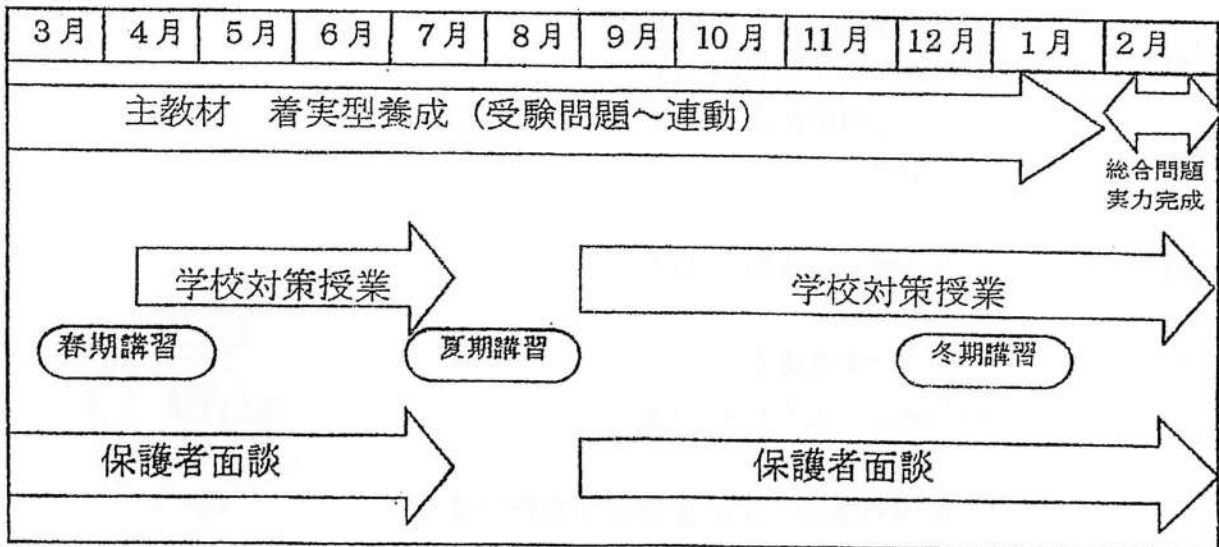 3月 4月 5月 6月 7月 8月 9月 10月 11月 12月 1月 2月
主教材 着実型養成（受験問題～連動）
総合問題
実力完成
学校対策授業 学校対策授業
春期講習 夏期講習 冬期講習
保護者面談 保護者面談